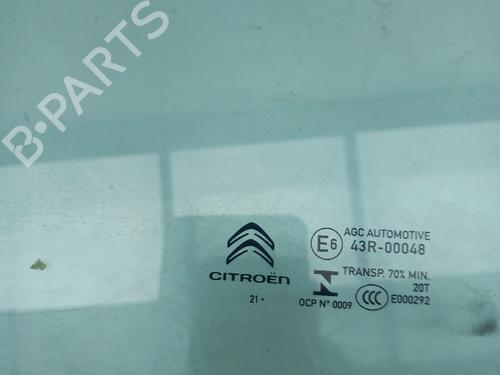 B-PARTS
CITROËN
21 •
E6
AGC AUTOMOTIVE
43R-00048
TRANSP. 70% MIN.
20T
OCP N° 0009
CCC
E000292